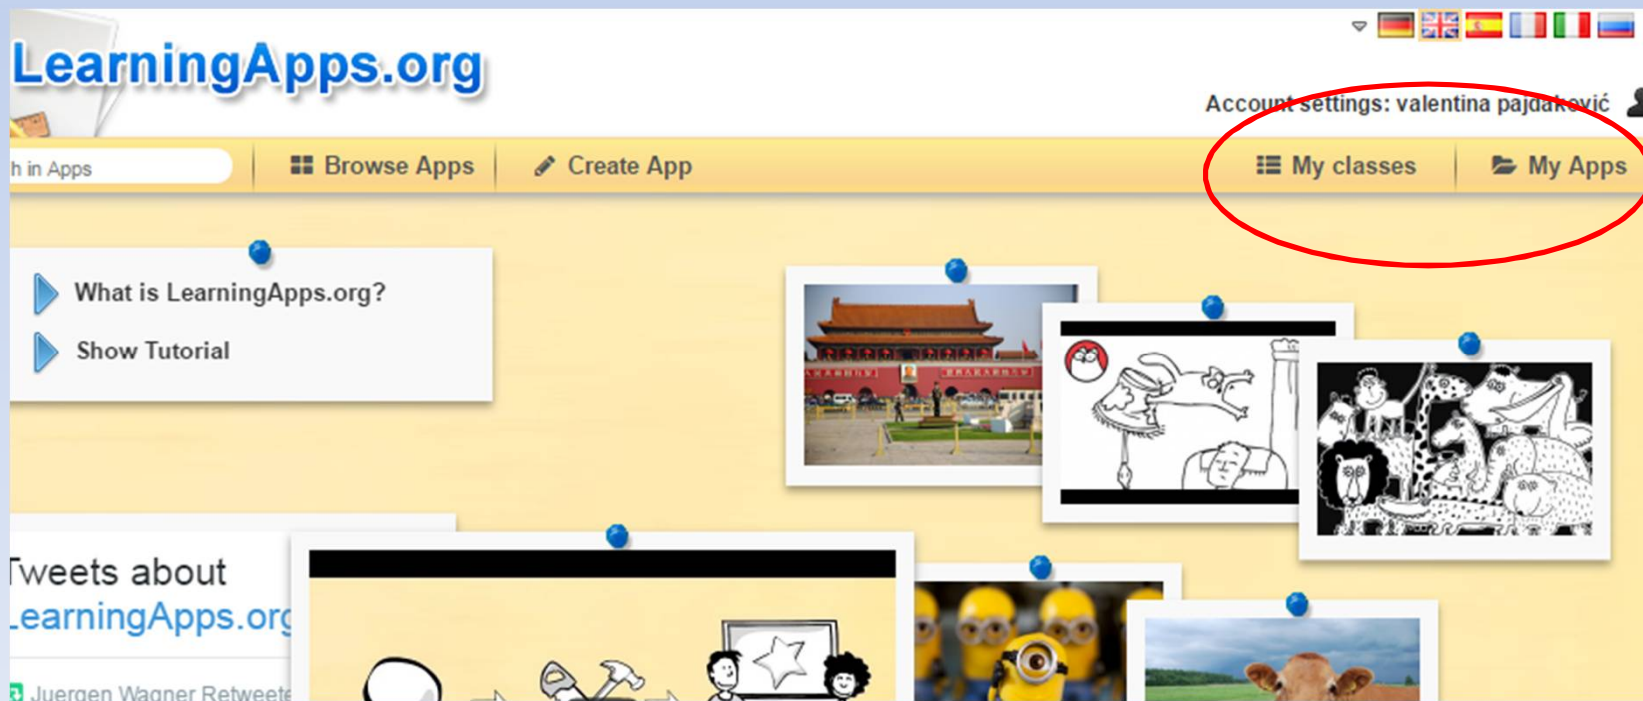 LearningApps.org
Account settings: valentina pajdaković
h in Apps
Browse Apps
Create App
My classes
My Apps
What is LearningApps.org?
Show Tutorial
Tweets about
LearningApps.org
Juergen Wagner Retweete